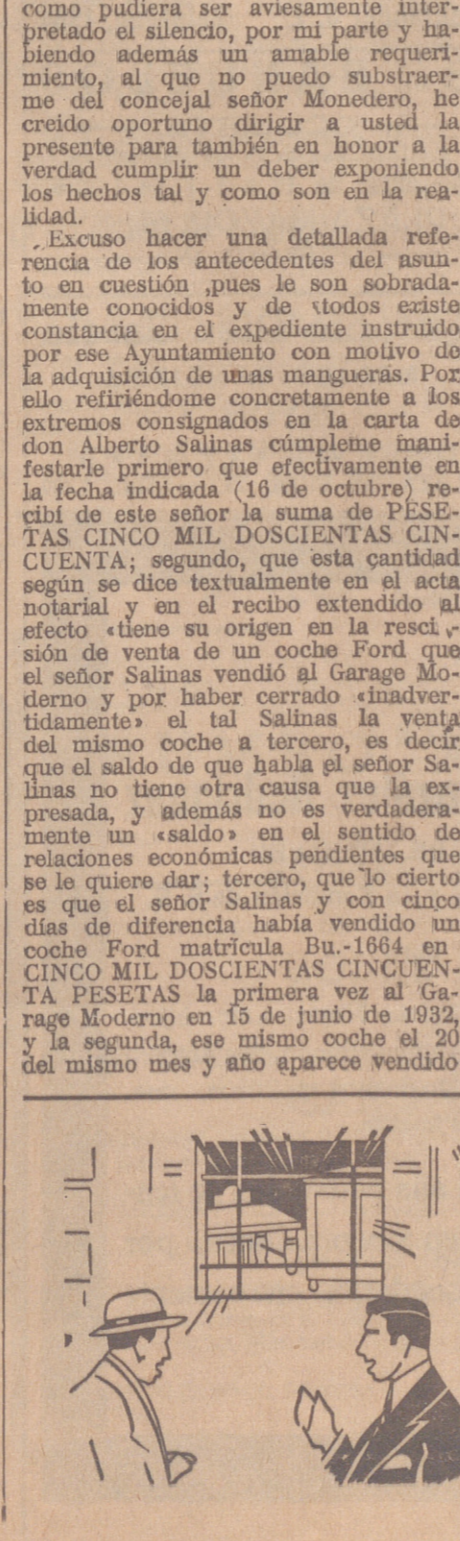 como pudiera ser aviesamente inter-
pretado el silencio, por mi parte y ha-
biendo además un amable requeri-
miento, al que no puedo substraer-
me del concejal señor Monedero, he
creido oportuno dirigir a usted la
presente para también en honor a la
verdad cumplir un deber exponiendo
los hechos tal y como son en la rea-
lidad.
Excuso hacer una detallada refe-
rencia de los antecedentes del asun-
to en cuestión ,pues le son sobrada-
mente conocidos y de todos existe
constancia en el expediente instruido
por ese Ayuntamiento con motivo de
la adquisición de unas mangueras. Por
ello refiriéndome concretamente a los
extremos consignados en la carta de
don Alberto Salinas cúmpleme mani-
festarle primero que efectivamente en
la fecha indicada (16 de octubre) re-
cibí de este señor la suma de PESE-
TAS CINCO MIL DOSCIENTAS CIN-
CUENTA; segundo, que esta cantidad
según se dice textualmente en el acta
notarial y en el recibo extendido al
efecto «tiene su origen en la resci-
sión de venta de un coche Ford que
el señor Salinas vendió al Garage Mo-
derno y por haber cerrado «inadver-
tidamente» el tal Salinas la venta
del mismo coche a tercero, es decir
que el saldo de que habla el señor Sa-
linas no tiene otra causa que la ex-
presada, y además no es verdadera-
mente un «saldo» en el sentido de
relaciones económicas pendientes que
se le quiere dar; tercero, que lo cierto
es que el señor Salinas y con cinco
días de diferencia había vendido un
coche Ford matrícula Bu.-1664 en
CINCO MIL DOSCIENTAS CINCUEN-
TA PESETAS la primera vez al Ga-
rage Moderno en 15 de junio de 1932,
y la segunda, ese mismo coche el 20
del mismo mes y año aparece vendido